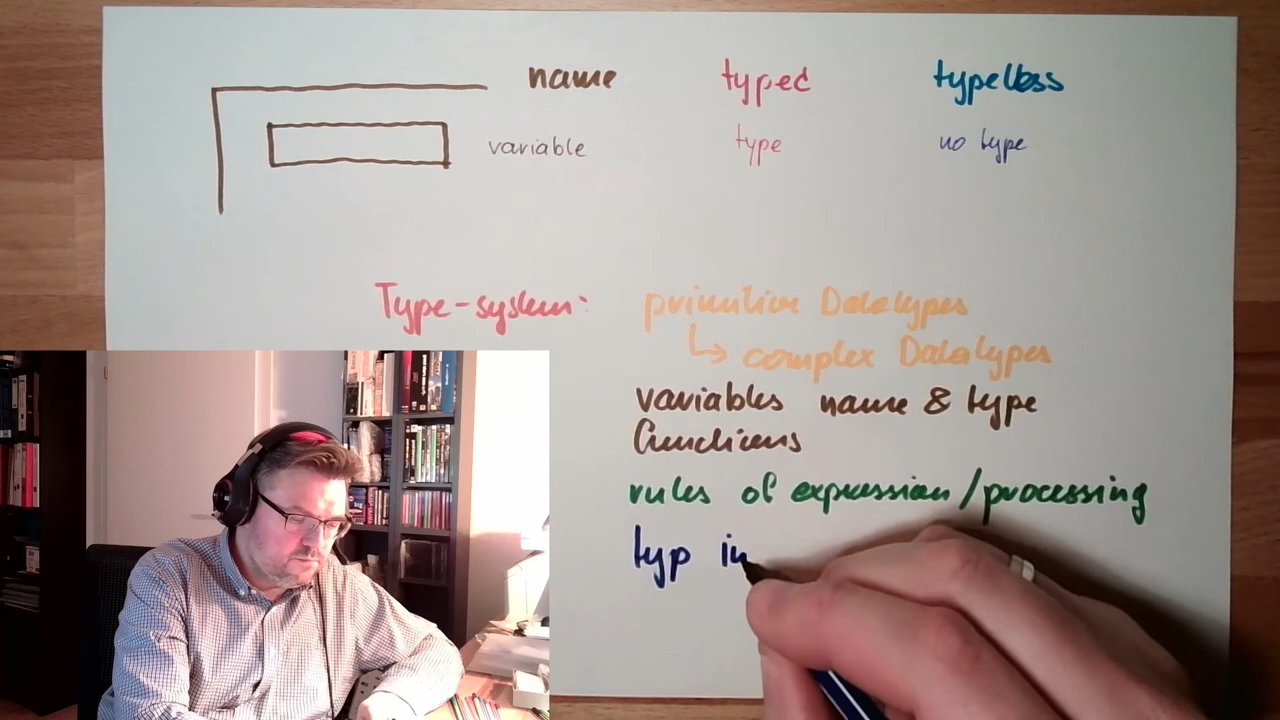 name typed typelless
variable type no type
Type-system: primitive Datatypes
↳ complex Datatypes
variables name & type
functions
rules of expression/processing
typ in